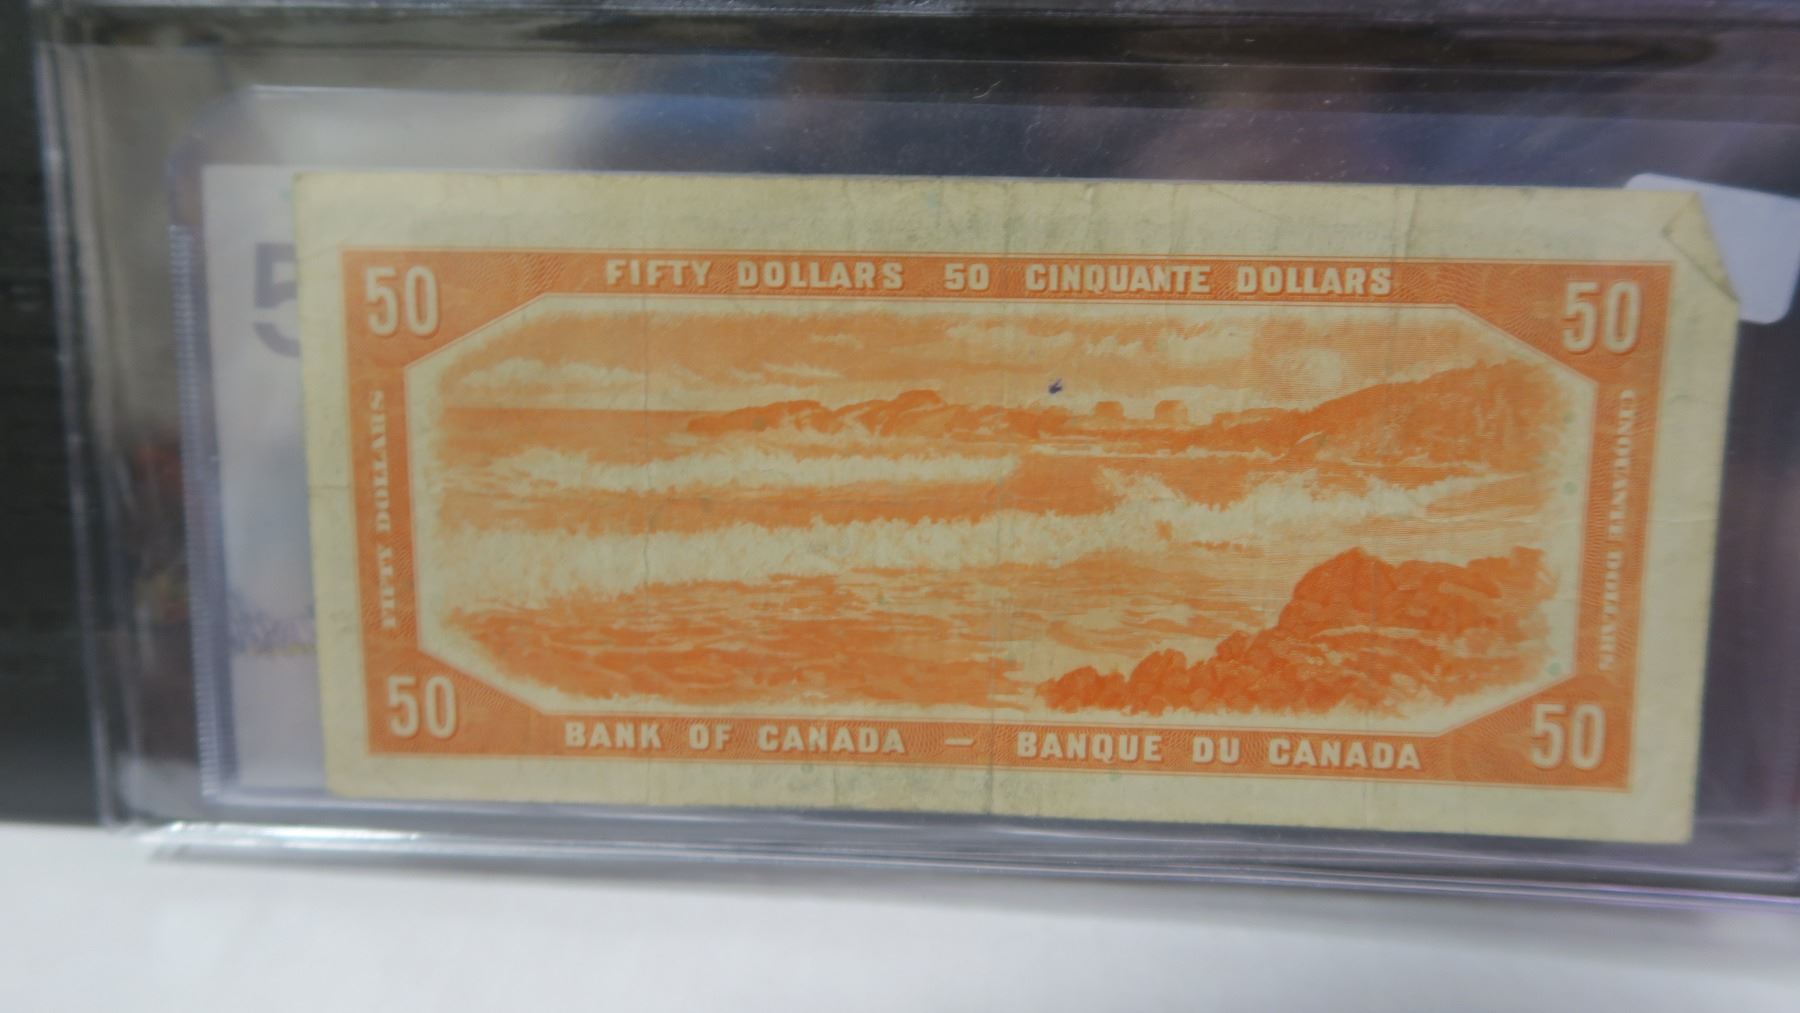 50 FIFTY DOLLARS 50 CINQUANTE DOLLARS 50
FIFTY DOLLARS
CINQUANTE DOLLARS
50 BANK OF CANADA — BANQUE DU CANADA 50
5